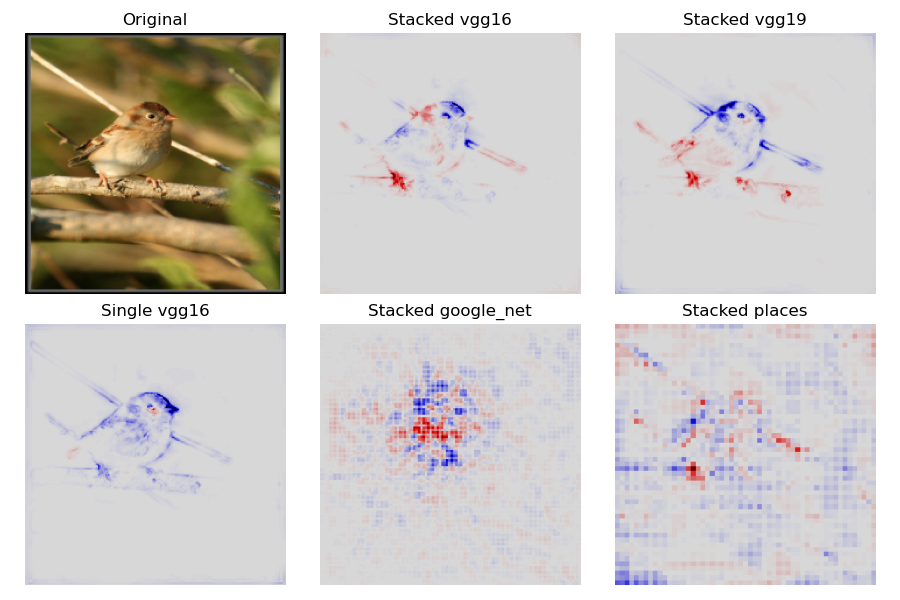 Original
Stacked vgg16
Stacked vgg19
Single vgg16
Stacked google_net
Stacked places